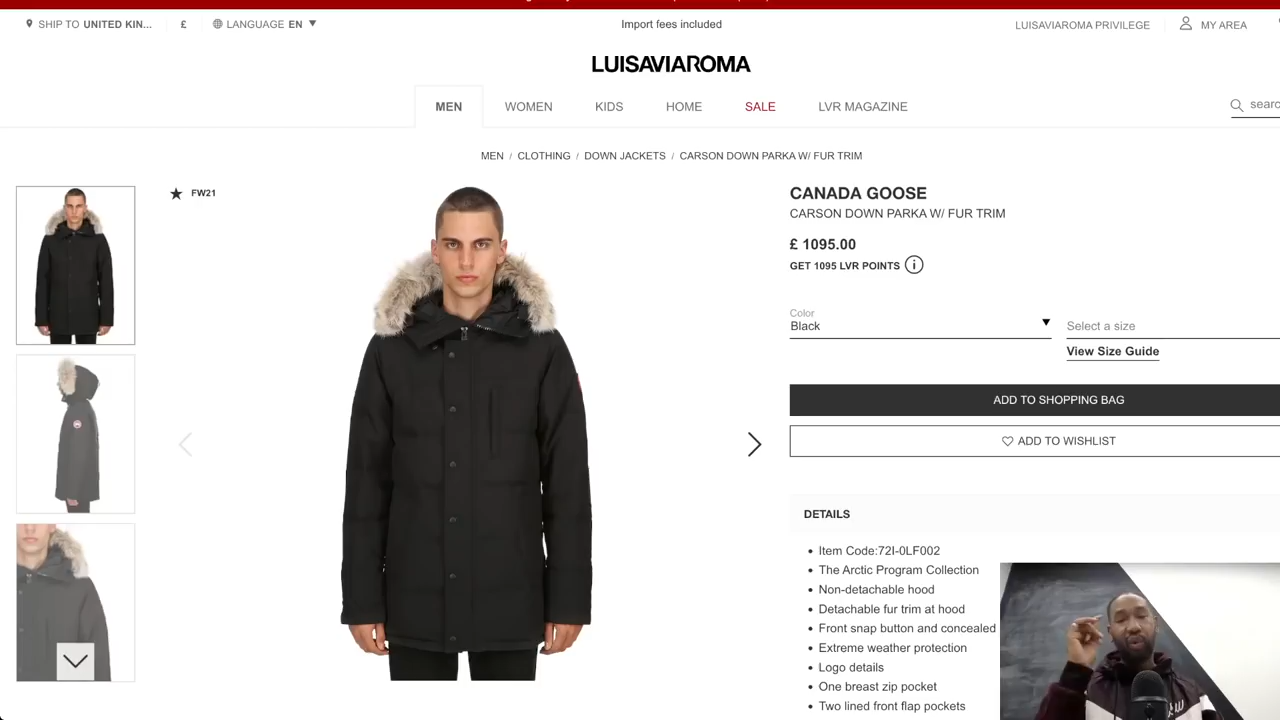 SHIP TO UNITED KIN... £ LANGUAGE EN
Import fees included
LUISAVIAROMA PRIVILEGE MY AREA
LUISAVIAROMA
MEN WOMEN KIDS HOME SALE LVR MAGAZINE
MEN / CLOTHING / DOWN JACKETS / CARSON DOWN PARKA W/ FUR TRIM
FW21
CANADA GOOSE
CARSON DOWN PARKA W/ FUR TRIM
£ 1095.00
GET 1095 LVR POINTS
Color
Black
Select a size
View Size Guide
ADD TO SHOPPING BAG
ADD TO WISHLIST
DETAILS
Item Code:72I-0LF002
The Arctic Program Collection
Non-detachable hood
Detachable fur trim at hood
Front snap button and concealed
Extreme weather protection
Logo details
One breast zip pocket
Two lined front flap pockets